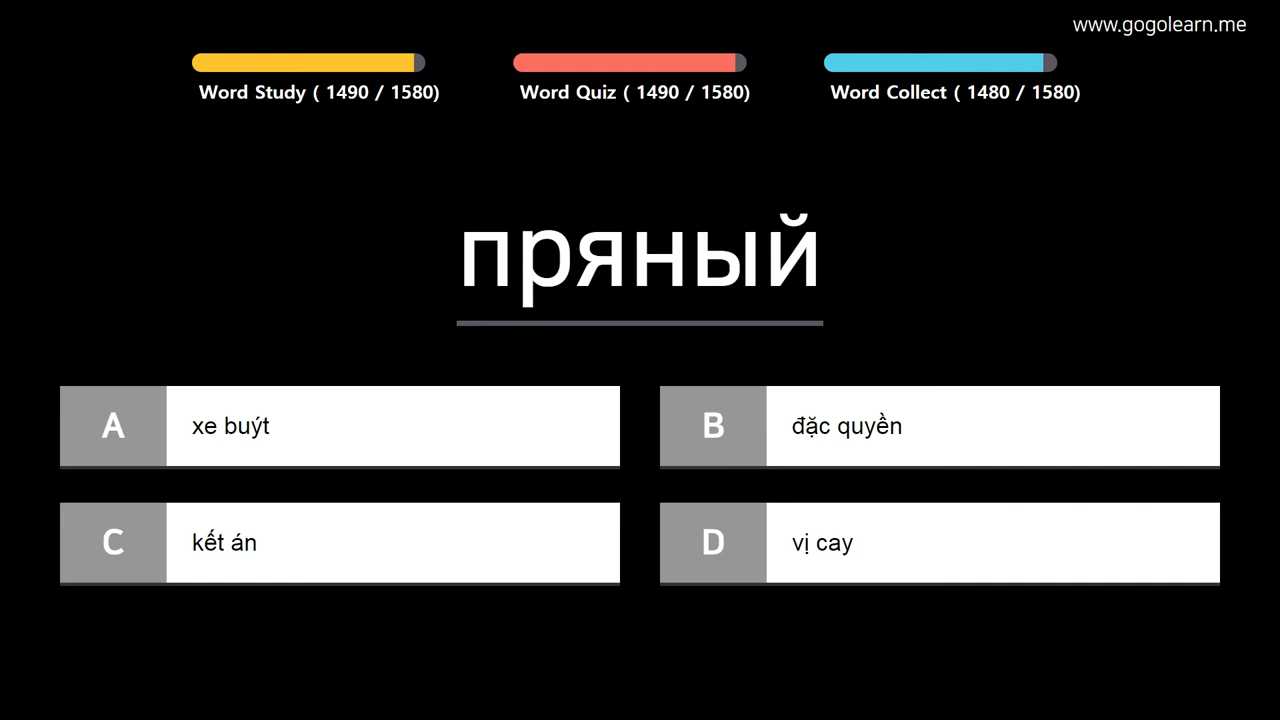 www.gogolearn.me
Word Study ( 1490 / 1580)
Word Quiz ( 1490 / 1580)
Word Collect ( 1480 / 1580)
пряный
A xe buýt
B đặc quyền
C kết án
D vị cay